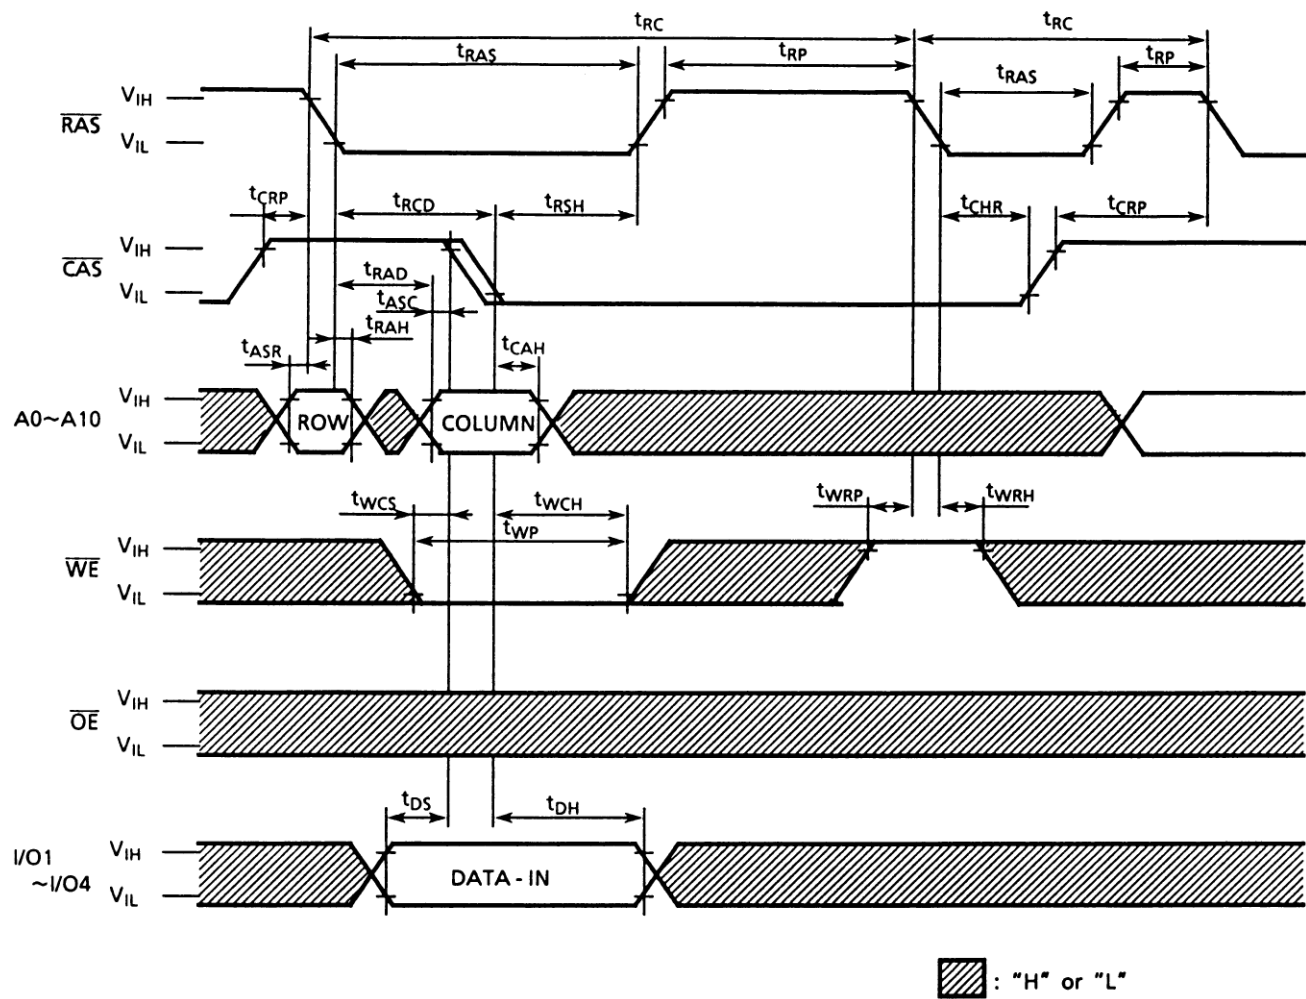 tRC tRC
tRAS tRP tRAS tRP
RAS VIH
VIL
tCRP tRCD tRSH tCHR tCRP
CAS VIH
VIL
tRAD
tASC
tRAH
tASR tCAH
A0~A10 VIH
VIL
ROW COLUMN
tWCS tWCH tWRP tWRH
tWP
WE VIH
VIL
OE VIH
VIL
tDS tDH
I/O1
~I/O4
VIH
VIL
DATA - IN
: "H" or "L"